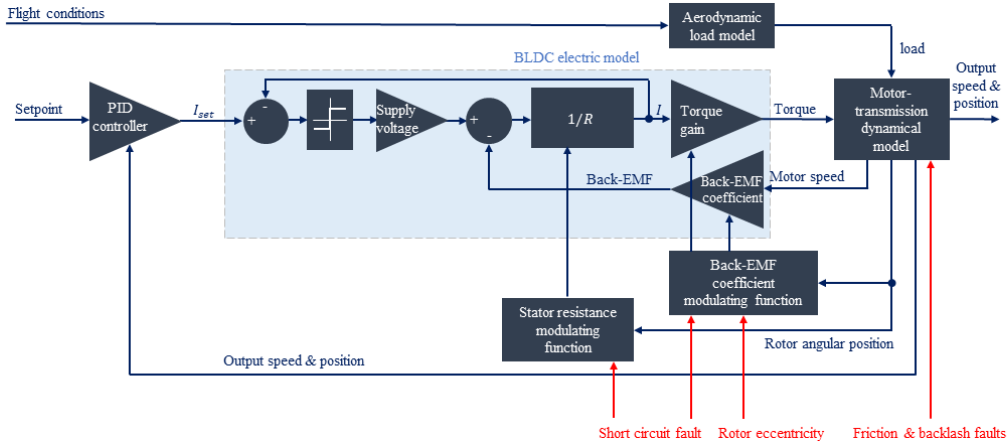 Flight conditions
Aerodynamic
load model
load
BLDC electric model
Output
speed &
position
Setpoint
PID
controller
I_set
+
-
Supply
voltage
+
-
1/R
I
Torque
gain
Torque
Motor-
transmission
dynamical
model
Back-EMF
Back-EMF
coefficient
Motor speed
Back-EMF
coefficient
modulating function
Stator resistance
modulating
function
Rotor angular position
Output speed & position
Short circuit fault
Rotor eccentricity
Friction & backlash faults